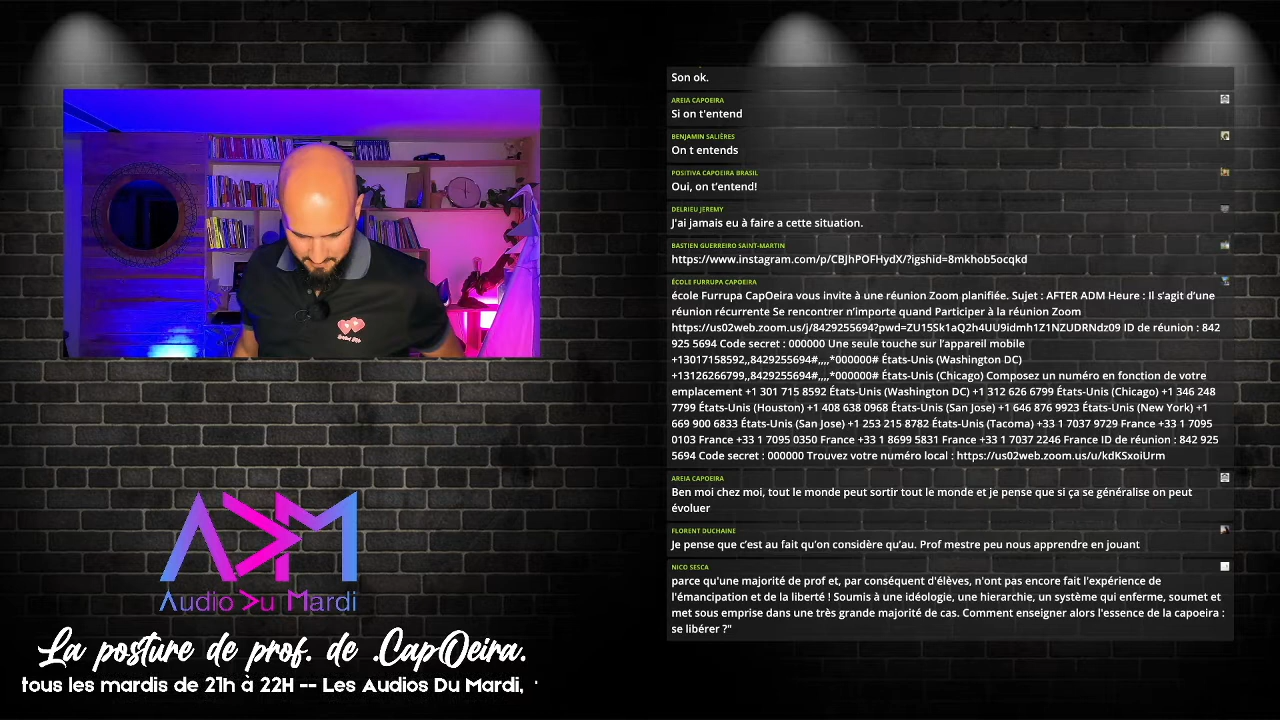 Son ok.
AREIA CAPOEIRA
Si on t'entend
BENJAMIN SALIÈRES
On t entends
POSITIVA CAPOEIRA BRASIL
Oui, on t'entend!
DELRIEU JEREMY
J'ai jamais eu à faire a cette situation.
BASTIEN GUERREIRO SAINT-MARTIN
https://www.instagram.com/p/CBJhPOFHydX/?igshid=8mkhob5ocqkd
ÉCOLE FURRUPA CAPOEIRA
école Furrupa CapOeira vous invite à une réunion Zoom planifiée. Sujet : AFTER ADM Heure : Il s'agit d'une
réunion récurrente Se rencontrer n'importe quand Participer à la réunion Zoom
https://us02web.zoom.us/j/8429255694?pwd=ZU15Sk1aQ2h4UU9idmh1Z1NZUDRNdz09 ID de réunion : 842
925 5694 Code secret : 000000 Une seule touche sur l'appareil mobile
+13017158592,,8429255694#,,,,*000000# États-Unis (Washington DC)
+13126266799,,8429255694#,,,,*000000# États-Unis (Chicago) Composez un numéro en fonction de votre
emplacement +1 301 715 8592 États-Unis (Washington DC) +1 312 626 6799 États-Unis (Chicago) +1 346 248
7799 États-Unis (Houston) +1 408 638 0968 États-Unis (San Jose) +1 646 876 9923 États-Unis (New York) +1
669 900 6833 États-Unis (San Jose) +1 253 215 8782 États-Unis (Tacoma) +33 1 7037 9729 France +33 1 7095
0103 France +33 1 7095 0350 France +33 1 8699 5831 France +33 1 7037 2246 France ID de réunion : 842 925
5694 Code secret : 000000 Trouvez votre numéro local : https://us02web.zoom.us/u/kdKSxoiUrm
AREIA CAPOEIRA
Ben moi chez moi, tout le monde peut sortir tout le monde et je pense que si ça se généralise on peut
évoluer
FLORENT DUCHAINE
Je pense que c'est au fait qu'on considère qu'au. Prof mestre peu nous apprendre en jouant
NICO SESCA
parce qu'une majorité de prof et, par conséquent d'élèves, n'ont pas encore fait l'expérience de
l'émancipation et de la liberté ! Soumis à une idéologie, une hierarchie, un système qui enferme, soumet et
met sous emprise dans une très grande majorité de cas. Comment enseigner alors l'essence de la capoeira :
se libérer ?"
ADM
Audio Du Mardi
La posture de prof. de .CapOeira.
tous les mardis de 21h à 22H -- Les Audios Du Mardi,